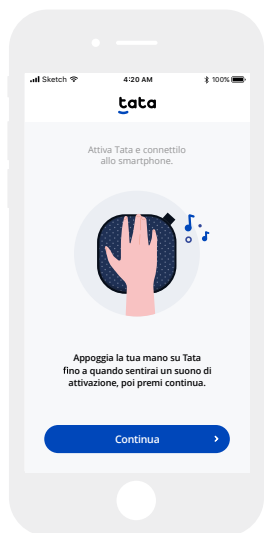 Sketch
4:20 AM
100%
tata
Attiva Tata e connettilo
allo smartphone.
Appoggia la tua mano su Tata
fino a quando sentirai un suono di
attivazione, poi premi continua.
Continua